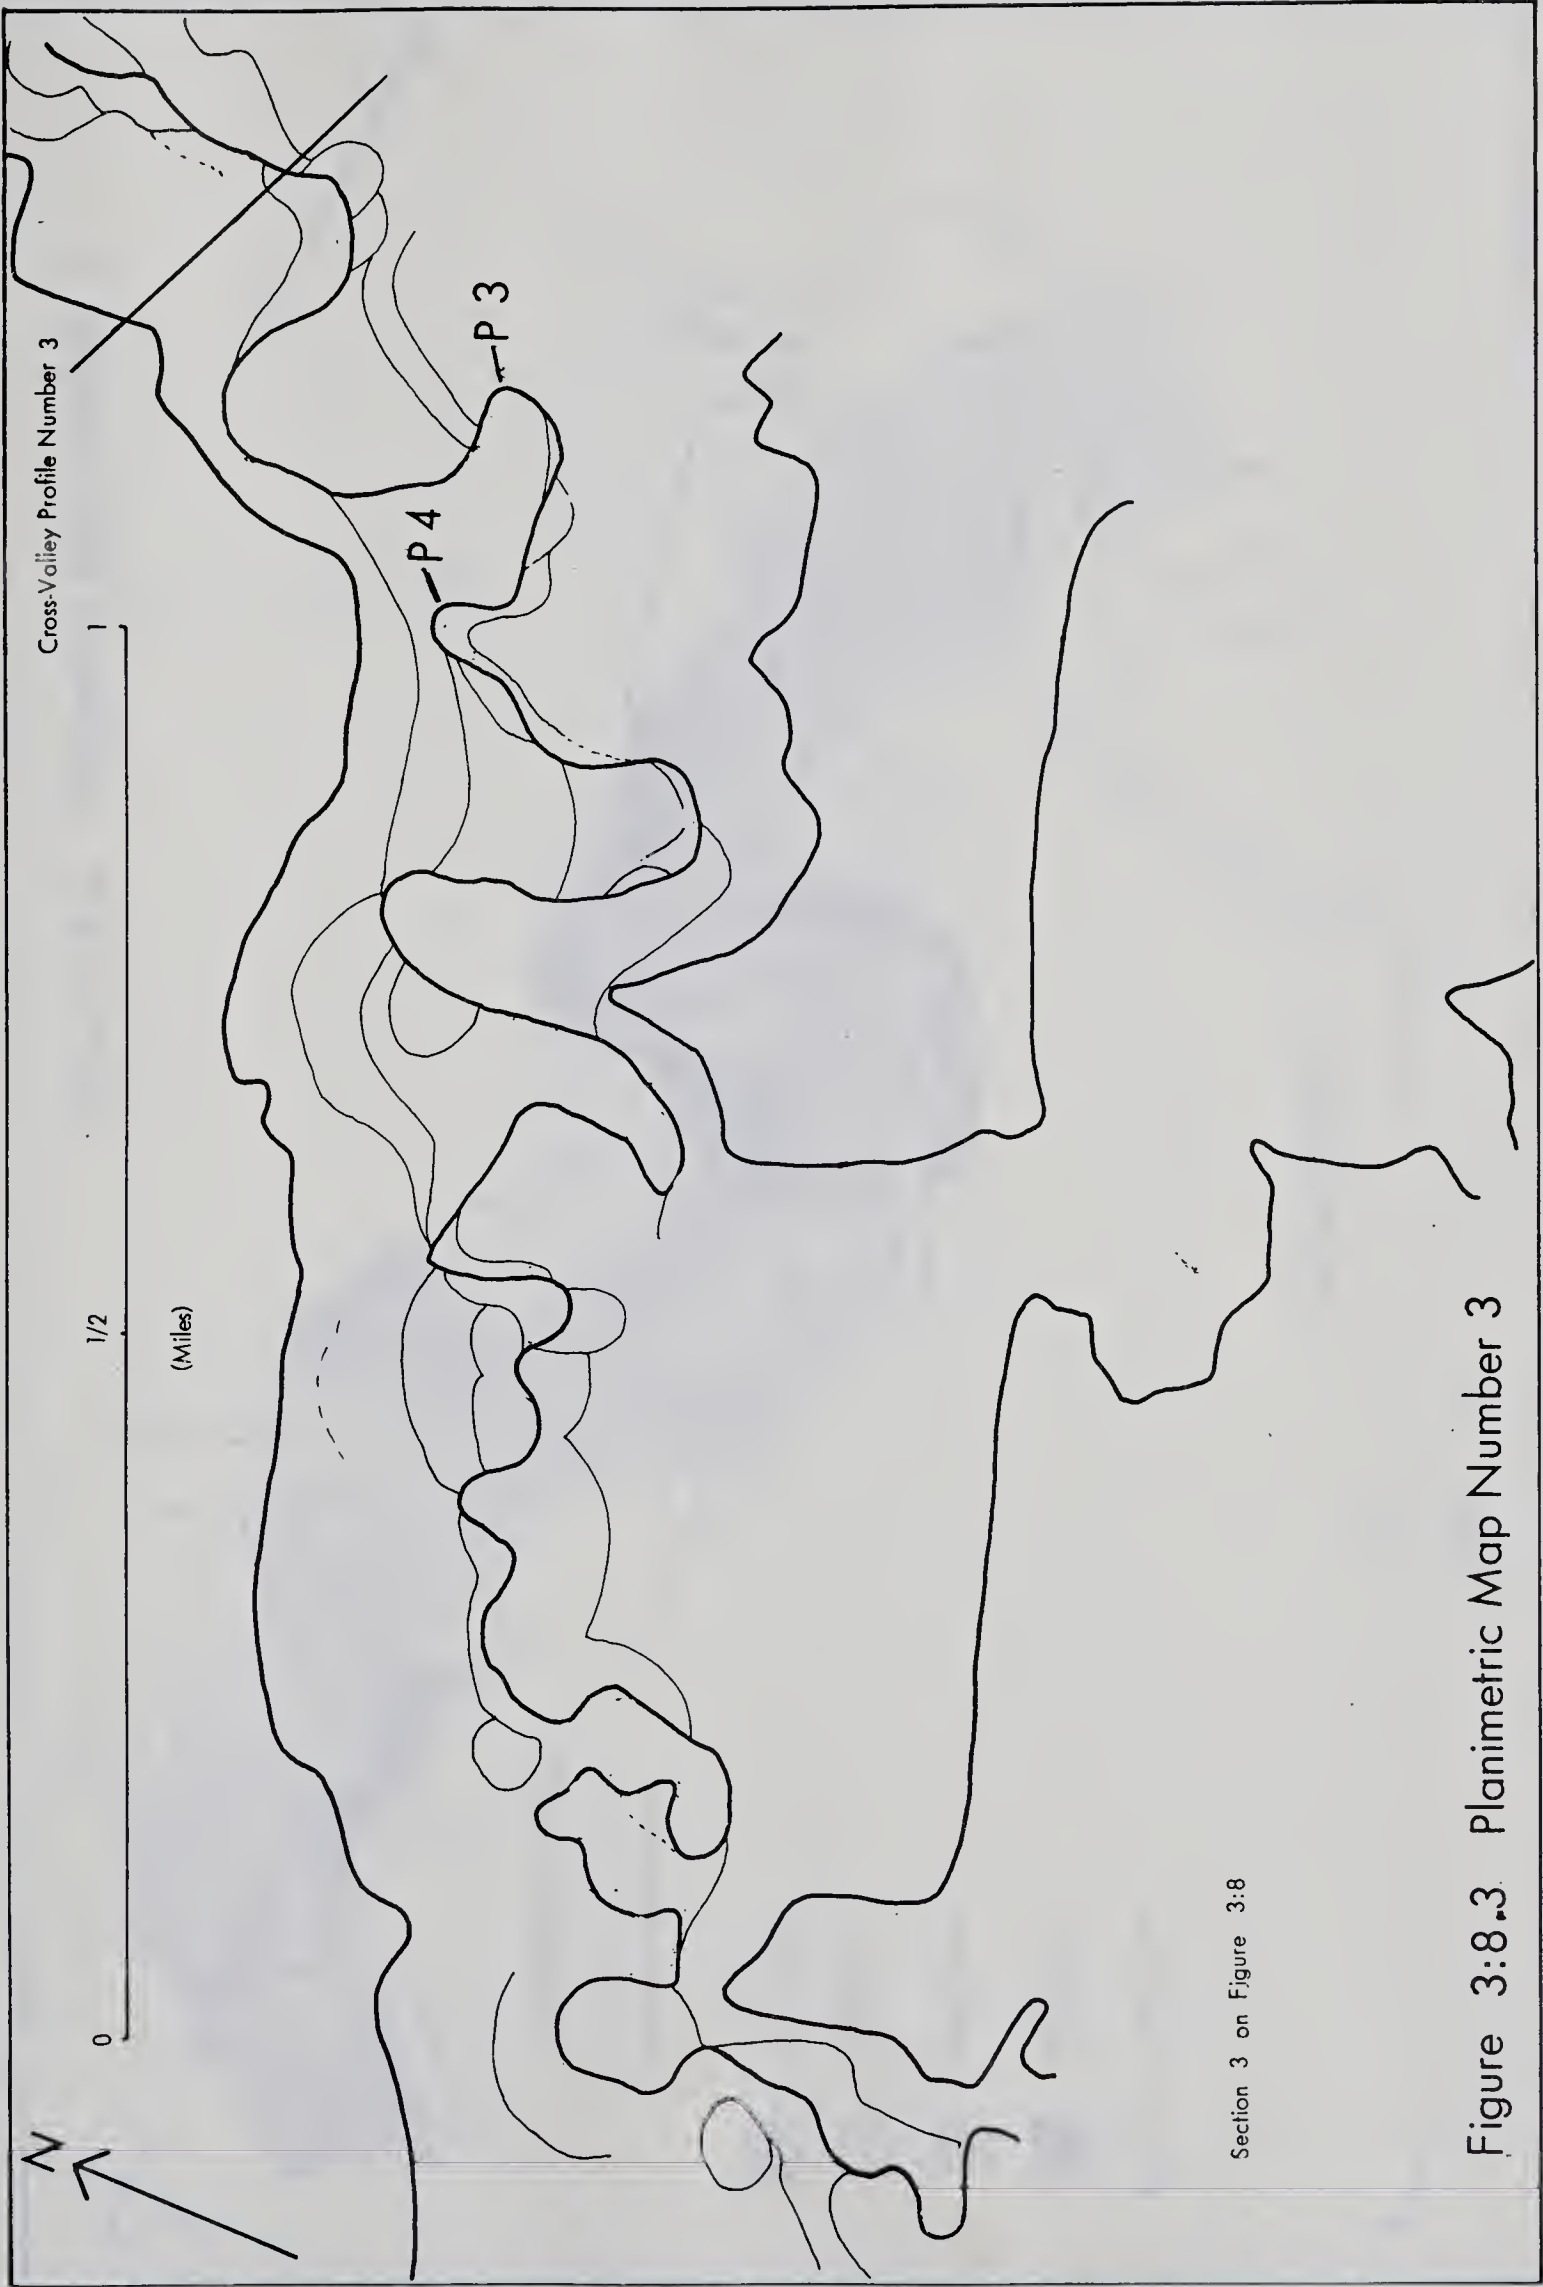 N
0
1/2
1
(Miles)
Cross-Valley Profile Number 3
P 4
P 3
Section 3 on Figure 3:8
Figure 3:8.3 Planimetric Map Number 3